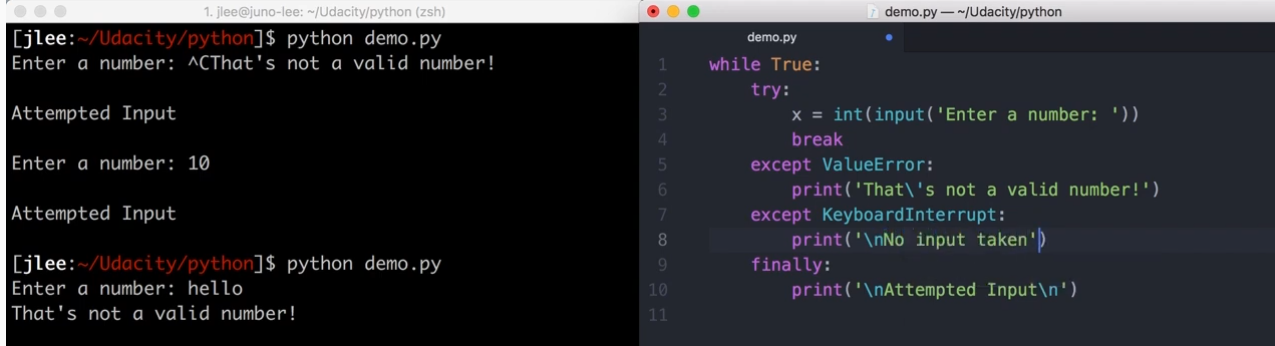 1. jlee@juno-lee: ~/Udacity/python (zsh)
[jlee:~/Udacity/python]$ python demo.py
Enter a number: ^CThat's not a valid number!
Attempted Input
Enter a number: 10
Attempted Input
[jlee:~/Udacity/python]$ python demo.py
Enter a number: hello
That's not a valid number!
demo.py — ~/Udacity/python
demo.py
1 while True:
2     try:
3         x = int(input('Enter a number: '))
4         break
5     except ValueError:
6         print('That\'s not a valid number!')
7     except KeyboardInterrupt:
8         print('\nNo input taken')
9     finally:
10         print('\nAttempted Input\n')
11